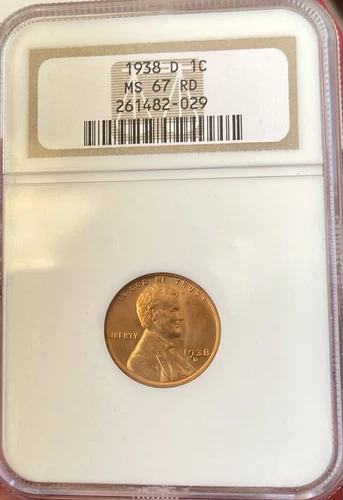 1938 D 1C
MS 67 RD
261482-029
IN GOD WE TRUST
LIBERTY
1938
D